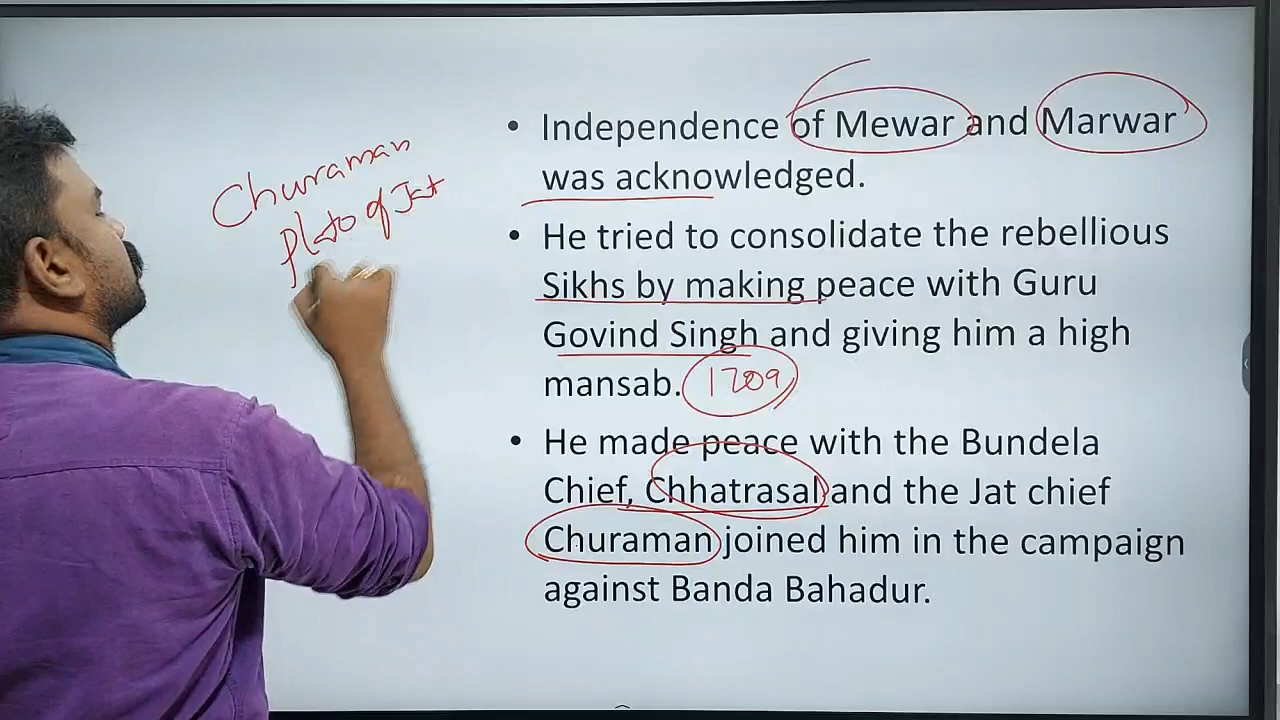 Churaman
Plato of Jat
• Independence of Mewar and Marwar
was acknowledged.
• He tried to consolidate the rebellious
Sikhs by making peace with Guru
Govind Singh and giving him a high
mansab. 1709
• He made peace with the Bundela
Chief, Chhatrasal and the Jat chief
Churaman joined him in the campaign
against Banda Bahadur.